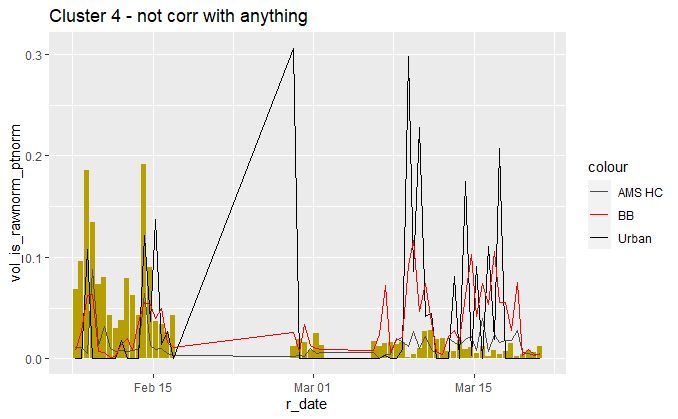 Cluster 4 - not corr with anything
vol_is_rawnorm_ptnorm
0.3
0.2
0.1
0.0
Feb 15
Mar 01
Mar 15
r_date
colour
AMS HC
BB
Urban